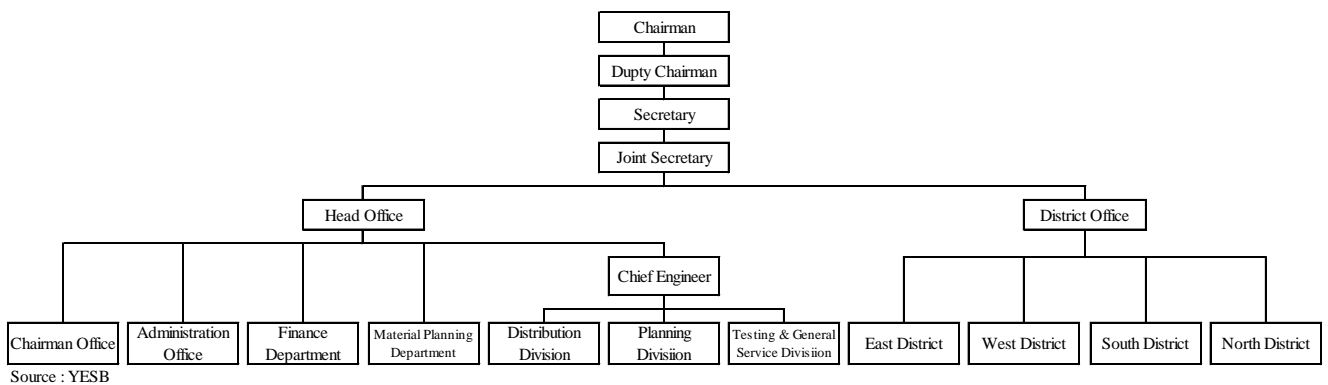 Chairman
Dupty Chairman
Secretary
Joint Secretary
Head Office
District Office
Chief Engineer
Chairman Office
Administration
Office
Finance
Department
Material Planning
Department
Distribution
Division
Planning
Divisiion
Testing & General
Service Divisiion
East District
West District
South District
North District
Source : YESB